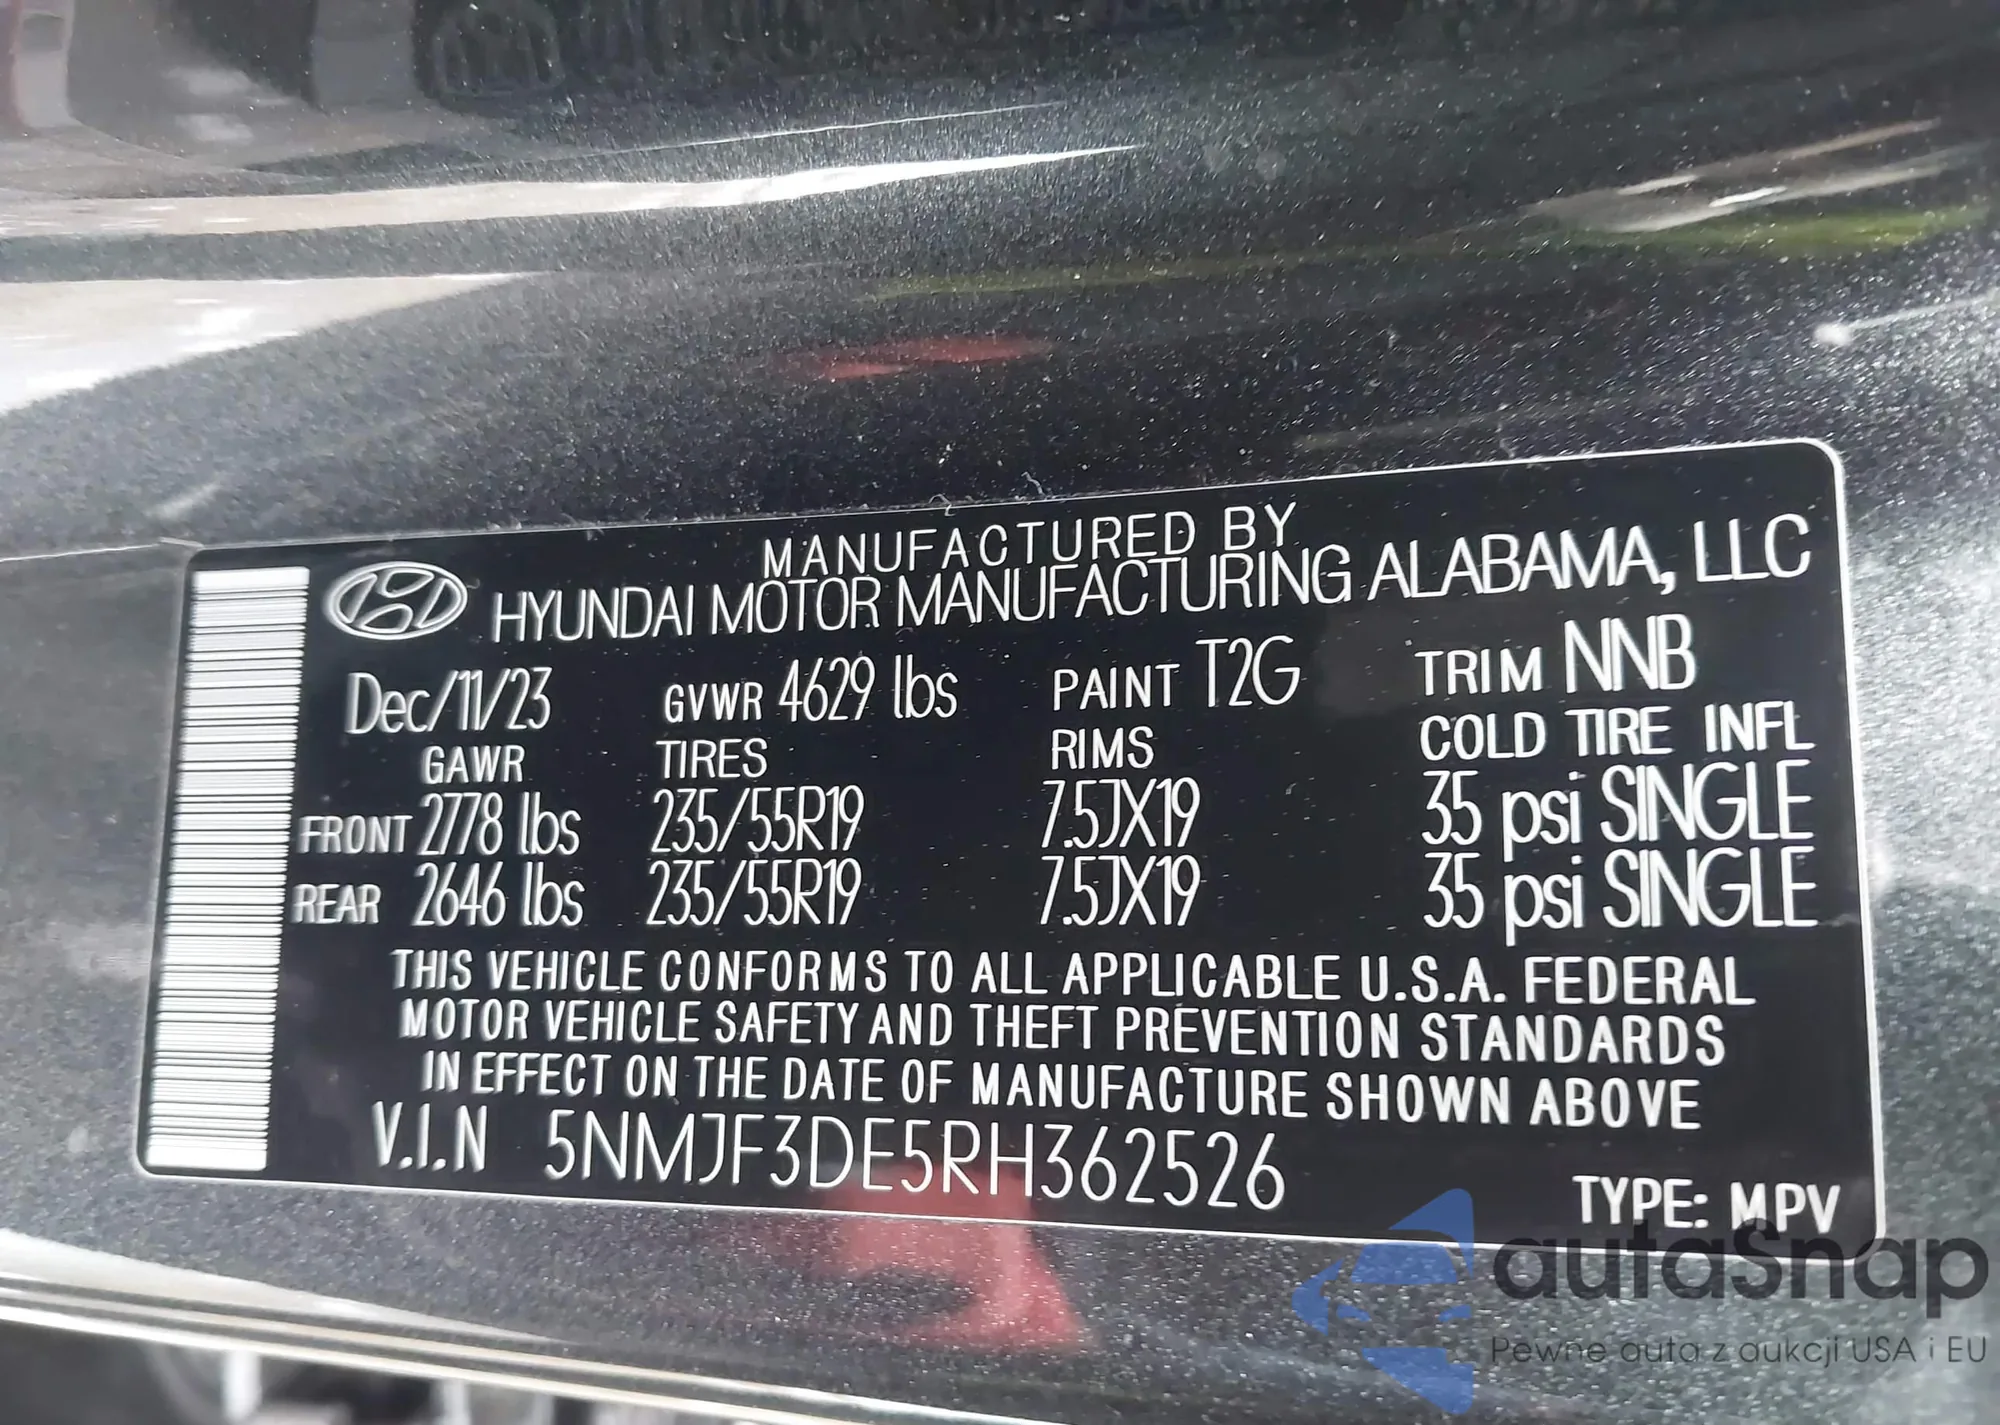 MANUFACTURED BY
HYUNDAI MOTOR MANUFACTURING ALABAMA, LLC
Dec/11/23 GVWR 4629 lbs PAINT T2G TRIM NNB
GAWR TIRES RIMS COLD TIRE INFL
FRONT 2778 lbs 235/55R19 7.5JX19 35 psi SINGLE
REAR 2646 lbs 235/55R19 7.5JX19 35 psi SINGLE
THIS VEHICLE CONFORMS TO ALL APPLICABLE U.S.A. FEDERAL
MOTOR VEHICLE SAFETY AND THEFT PREVENTION STANDARDS
IN EFFECT ON THE DATE OF MANUFACTURE SHOWN ABOVE
V.I.N 5NMJF3DE5RH362526
TYPE: MPV
autaSnap
Pewne auta z aukcji USA i EU